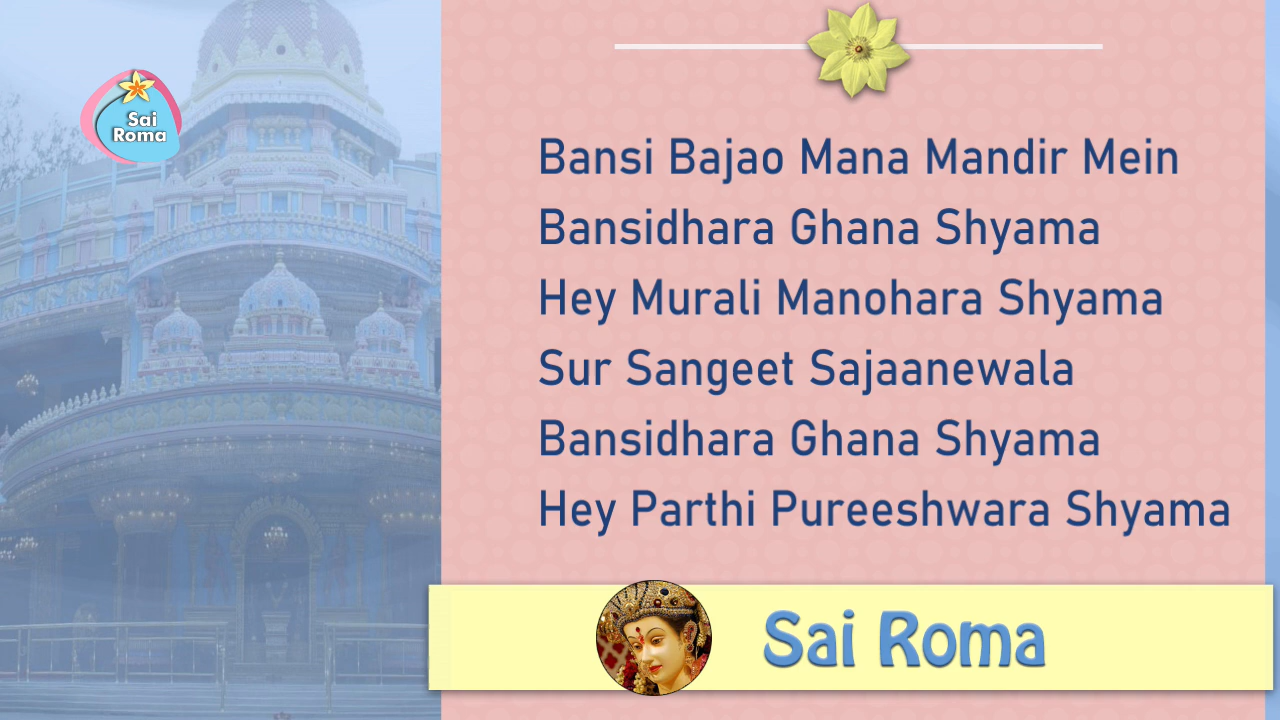 Sai
Roma
Bansi Bajao Mana Mandir Mein
Bansidhara Ghana Shyama
Hey Murali Manohara Shyama
Sur Sangeet Sajaanewala
Bansidhara Ghana Shyama
Hey Parthi Pureeshwara Shyama
Sai Roma